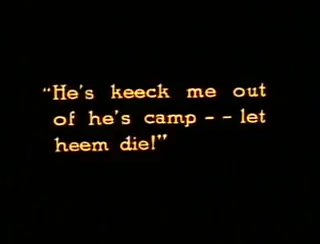 “He's keeck me out
of he's camp - - let
heem die!”